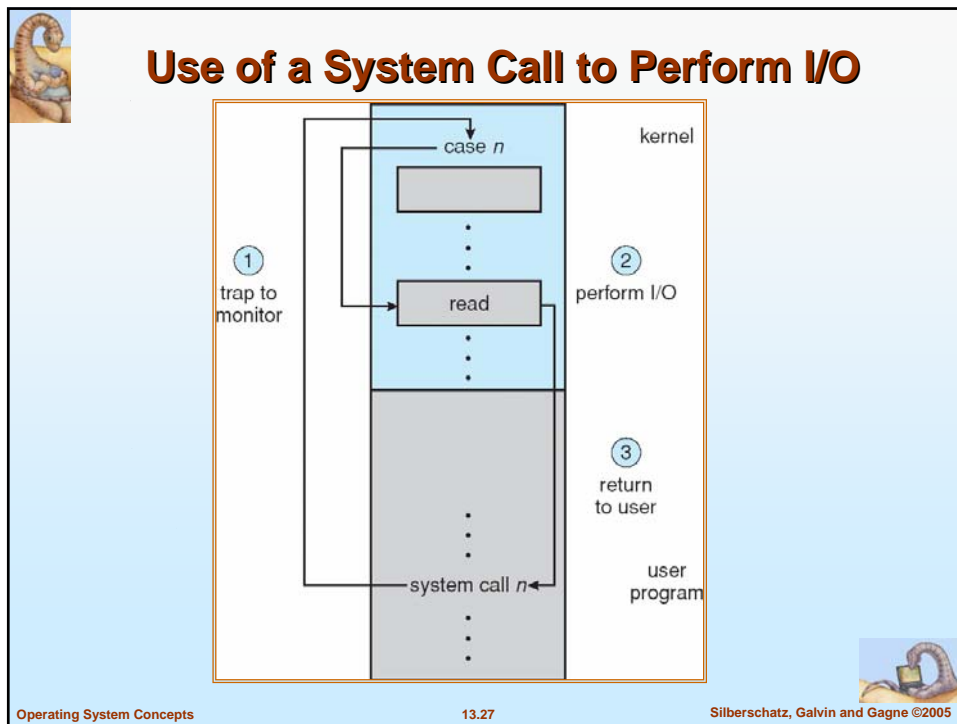 Use of a System Call to Perform I/O
kernel
case n
1
trap to
monitor
2
perform I/O
read
3
return
to user
system call n
user
program
Operating System Concepts
13.27
Silberschatz, Galvin and Gagne ©2005